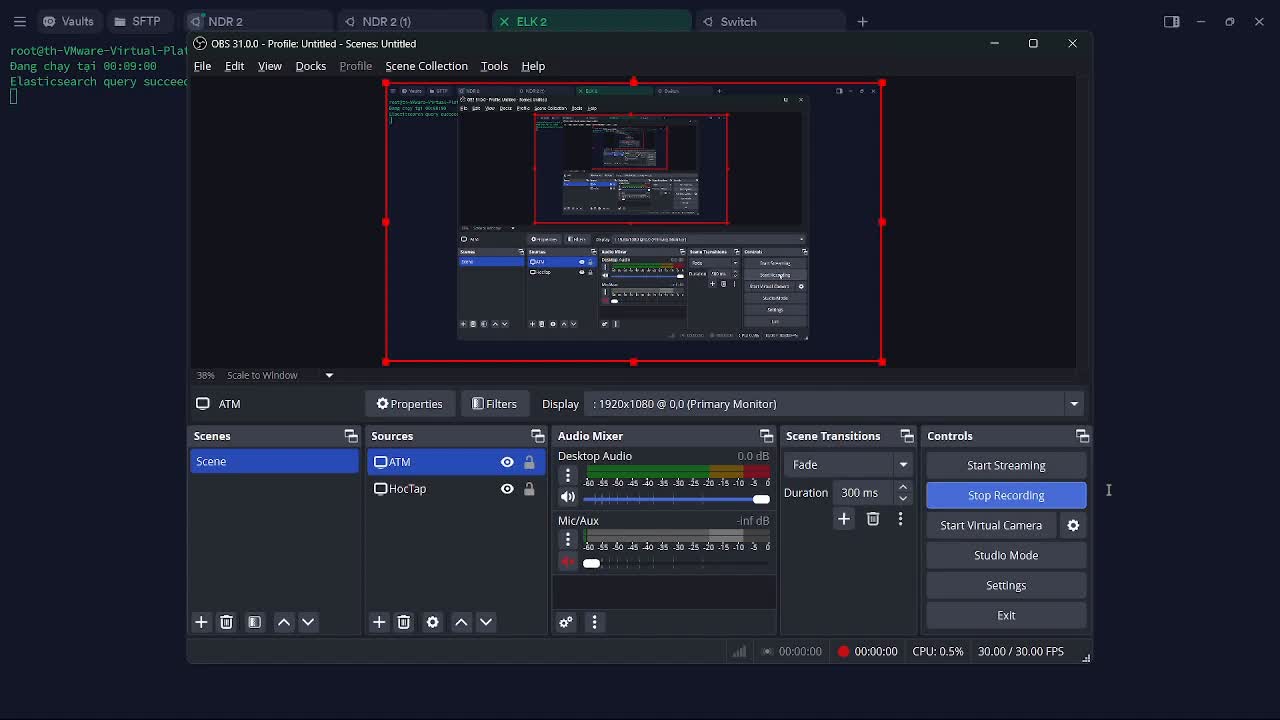 Vaults SFTP NDR 2 NDR 2 (1) ELK 2 Switch
root@th-VMware-Virtual-Plat
Đang chạy tại 00:09:00
Elasticsearch query succeed
OBS 31.0.0 - Profile: Untitled - Scenes: Untitled
File Edit View Docks Profile Scene Collection Tools Help
38% Scale to Window
ATM Properties Filters Display : 1920x1080 @ 0,0 (Primary Monitor)
Scenes
Scene
Sources
ATM
HocTap
Audio Mixer
Desktop Audio 0.0 dB
-60 -55 -50 -45 -40 -35 -30 -25 -20 -15 -10 -5 0
Mic/Aux -inf dB
-60 -55 -50 -45 -40 -35 -30 -25 -20 -15 -10 -5 0
Scene Transitions
Fade
Duration 300 ms
Controls
Start Streaming
Stop Recording
Start Virtual Camera
Studio Mode
Settings
Exit
00:00:00 00:00:00 CPU: 0.5% 30.00 / 30.00 FPS